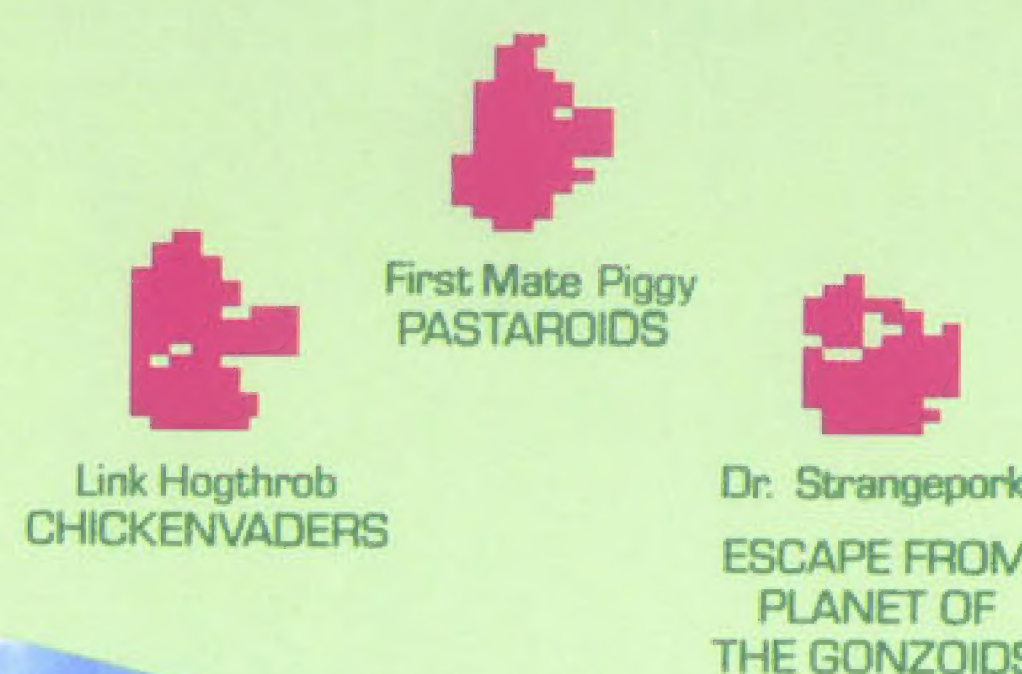 First Mate Piggy
PASTAROIDS
Link Hogthrob
CHICKENVADERS
Dr. Strangepork
ESCAPE FROM
PLANET OF
THE GONZOIDS